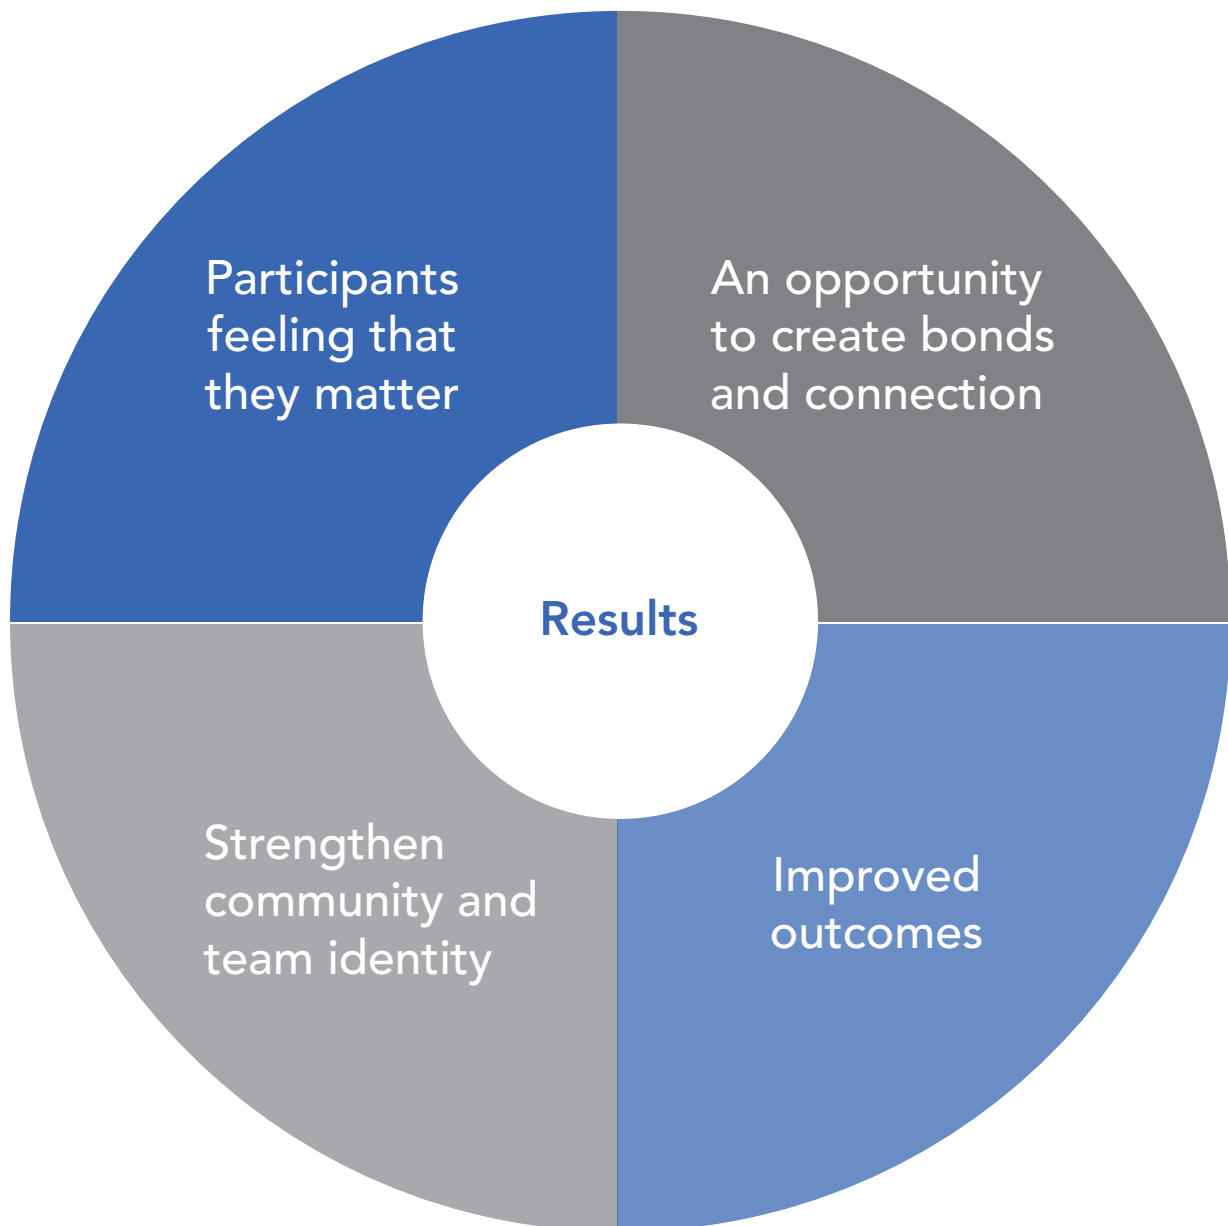 Participants
feeling that
they matter
An opportunity
to create bonds
and connection
Results
Strengthen
community and
team identity
Improved
outcomes